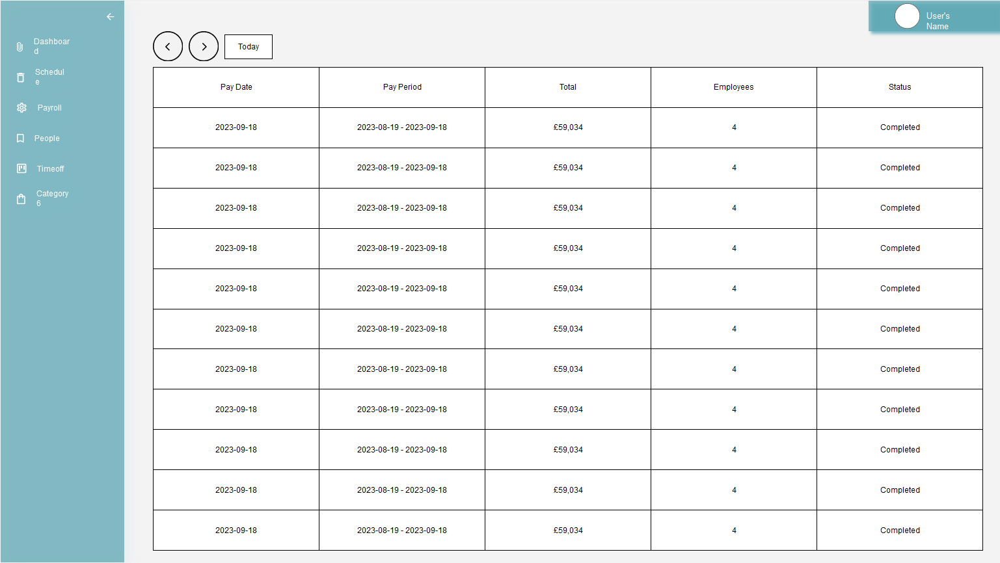 User's
Name
Dashboar
d
Schedul
e
Payroll
People
Timeoff
Category
6
Today
Pay Date Pay Period Total Employees Status
2023-09-18 2023-08-19 - 2023-09-18 £59,034 4 Completed
2023-09-18 2023-08-19 - 2023-09-18 £59,034 4 Completed
2023-09-18 2023-08-19 - 2023-09-18 £59,034 4 Completed
2023-09-18 2023-08-19 - 2023-09-18 £59,034 4 Completed
2023-09-18 2023-08-19 - 2023-09-18 £59,034 4 Completed
2023-09-18 2023-08-19 - 2023-09-18 £59,034 4 Completed
2023-09-18 2023-08-19 - 2023-09-18 £59,034 4 Completed
2023-09-18 2023-08-19 - 2023-09-18 £59,034 4 Completed
2023-09-18 2023-08-19 - 2023-09-18 £59,034 4 Completed
2023-09-18 2023-08-19 - 2023-09-18 £59,034 4 Completed
2023-09-18 2023-08-19 - 2023-09-18 £59,034 4 Completed